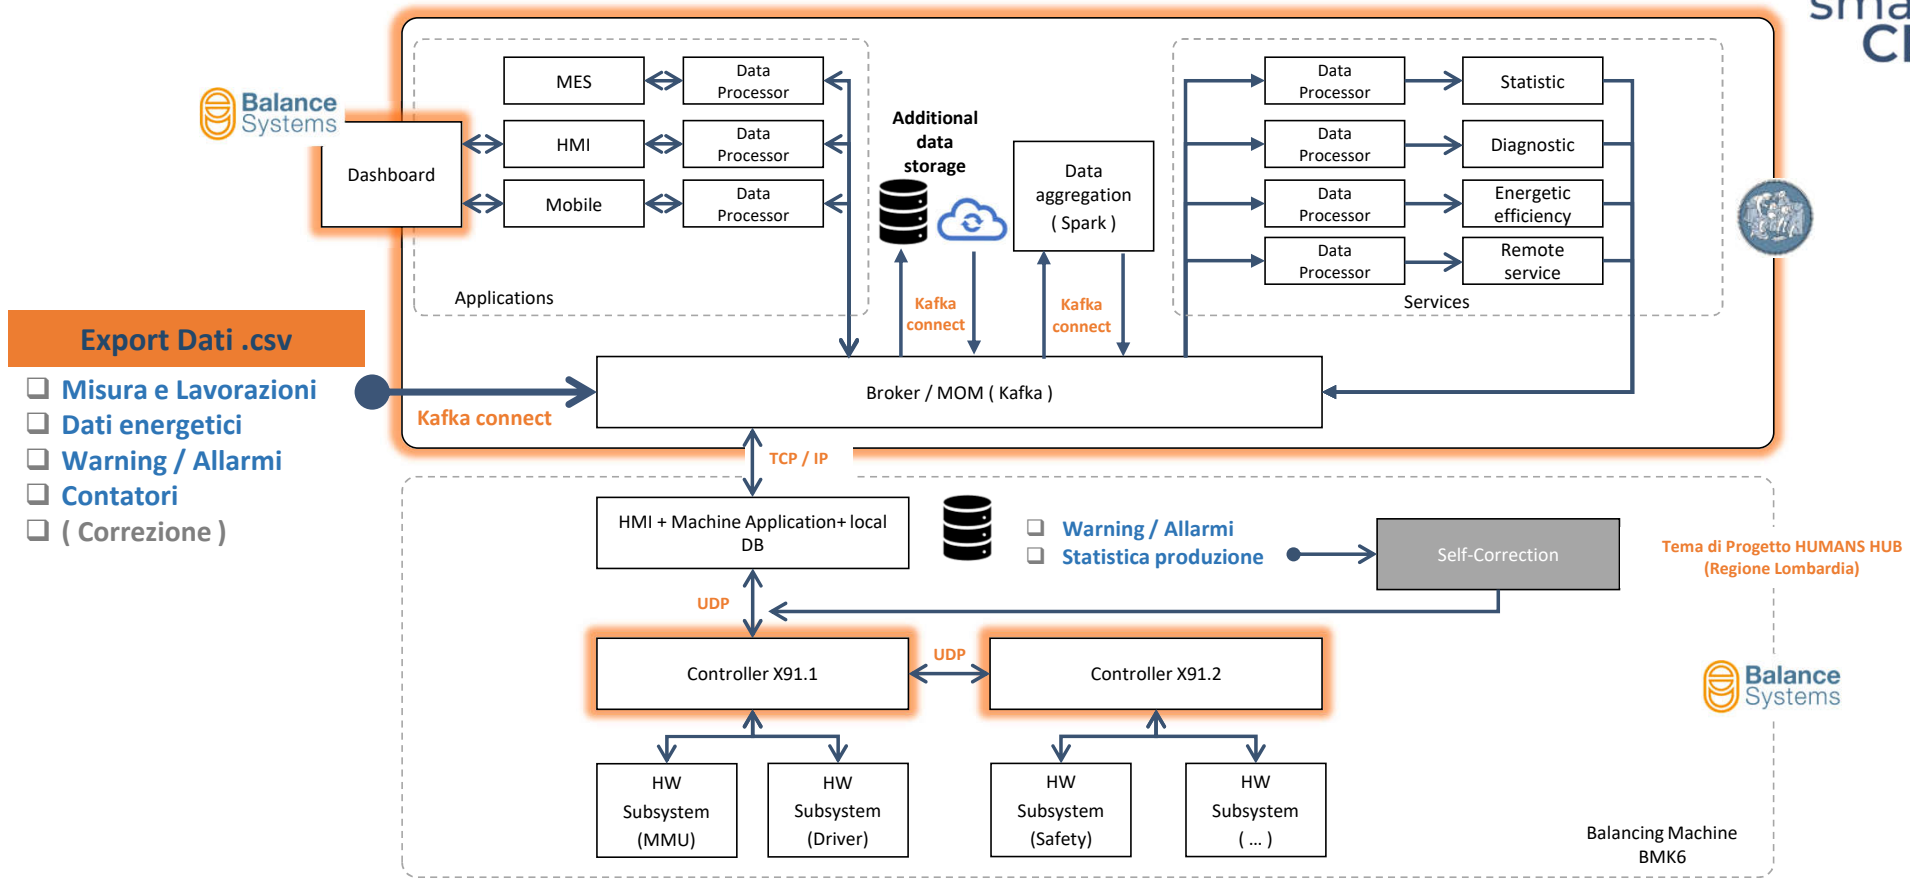 sma
CI
Balance
Systems
MES
Data
Processor
HMI
Data
Processor
Mobile
Data
Processor
Dashboard
Applications
Additional
data
storage
Data
aggregation
( Spark )
Kafka
connect
Kafka
connect
Data
Processor
Statistic
Data
Processor
Diagnostic
Data
Processor
Energetic
efficiency
Data
Processor
Remote
service
Services
Export Dati .csv
Misura e Lavorazioni
Dati energetici
Warning / Allarmi
Contatori
( Correzione )
Kafka connect
Broker / MOM ( Kafka )
TCP / IP
HMI + Machine Application+ local
DB
Warning / Allarmi
Statistica produzione
Self-Correction
Tema di Progetto HUMANS HUB
(Regione Lombardia)
UDP
Controller X91.1
UDP
Controller X91.2
Balance
Systems
HW
Subsystem
(MMU)
HW
Subsystem
(Driver)
HW
Subsystem
(Safety)
HW
Subsystem
( ... )
Balancing Machine
BMK6